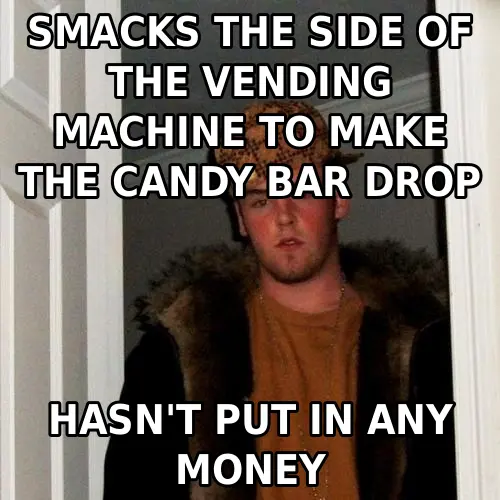 SMACKS THE SIDE OF
THE VENDING
MACHINE TO MAKE
THE CANDY BAR DROP
HASN'T PUT IN ANY
MONEY